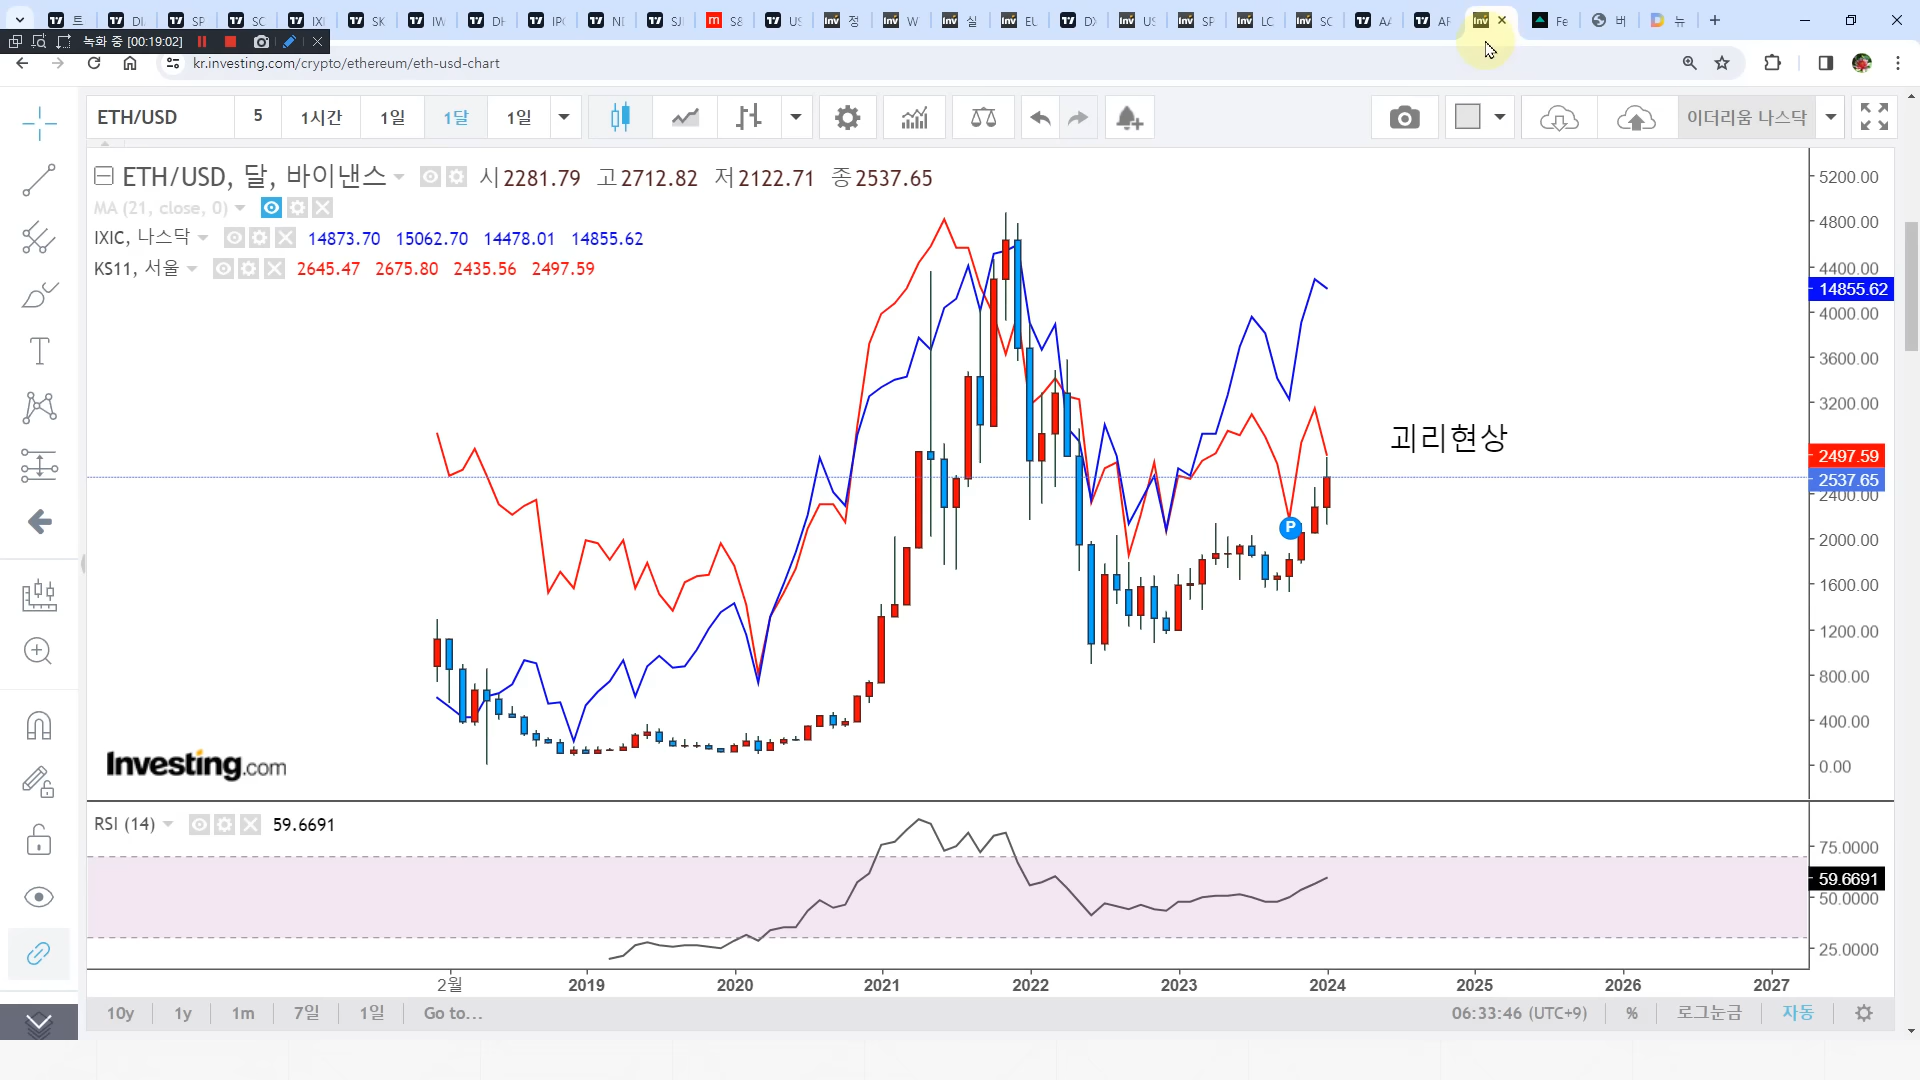 녹화 중 [00:19:02]
kr.investing.com/crypto/ethereum/eth-usd-chart
ETH/USD 5 1시간 1일 1달 1일 이더리움 나스닥
ETH/USD, 달, 바이낸스 시2281.79 고2712.82 저2122.71 종2537.65
MA (21, close, 0)
IXIC, 나스닥 14873.70 15062.70 14478.01 14855.62
KS11, 서울 2645.47 2675.80 2435.56 2497.59
괴리현상
P
5200.00
4800.00
4400.00
14855.62
4000.00
3600.00
3200.00
2497.59
2537.65
2400.00
2000.00
1600.00
1200.00
800.00
400.00
0.00
Investing.com
RSI (14) 59.6691
75.0000
59.6691
50.0000
25.0000
2월 2019 2020 2021 2022 2023 2024 2025 2026 2027
10y 1y 1m 7일 1일 Go to... 06:33:46 (UTC+9) % 로그눈금 자동